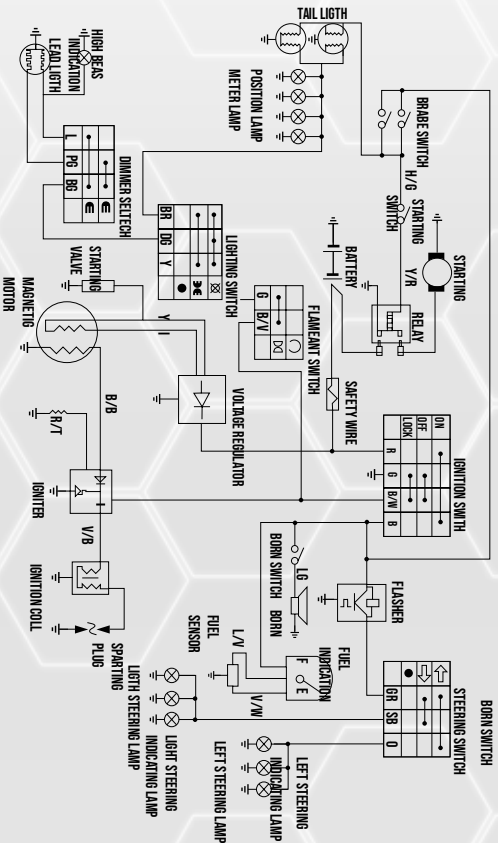 TAIL LIGTH
HIGH BEAS
INDICATION
LEAD LIGTH
POSITION LAMP
METER LAMP
BRABE SWITCH
H/G
STARTING
SWITCH
STARTING
Y/R
RELAY
BATTERY
DIMMER SELTECH
L
PG
BG
LIGHTING SWITCH
BR
DG
Y
STARTING
VALVE
FLAMEANT SWITCH
G
B/V
SAFETY WIRE
MAGNETIG
MOTOR
Y
I
VOLTAGE REGULATOR
IGNITION SMITH
ON
OFF
LOCK
R
G
B/W
B
B/B
R/T
IGNITER
V/B
IGNITION COLL
SPARTING
PLUG
BORN SWITCH
LG
BORN
FLASHER
FUEL
SENSOR
L/V
V/W
FUEL
INDICATION
F
E
BORN SWITCH
STEERING SWITCH
GR
SB
O
LIGTH STEERING LAMP
LIGHT STEERING
INDICATING LAMP
LEFT STEERING
INDICATING LAMP
LEFT STEERING LAMP